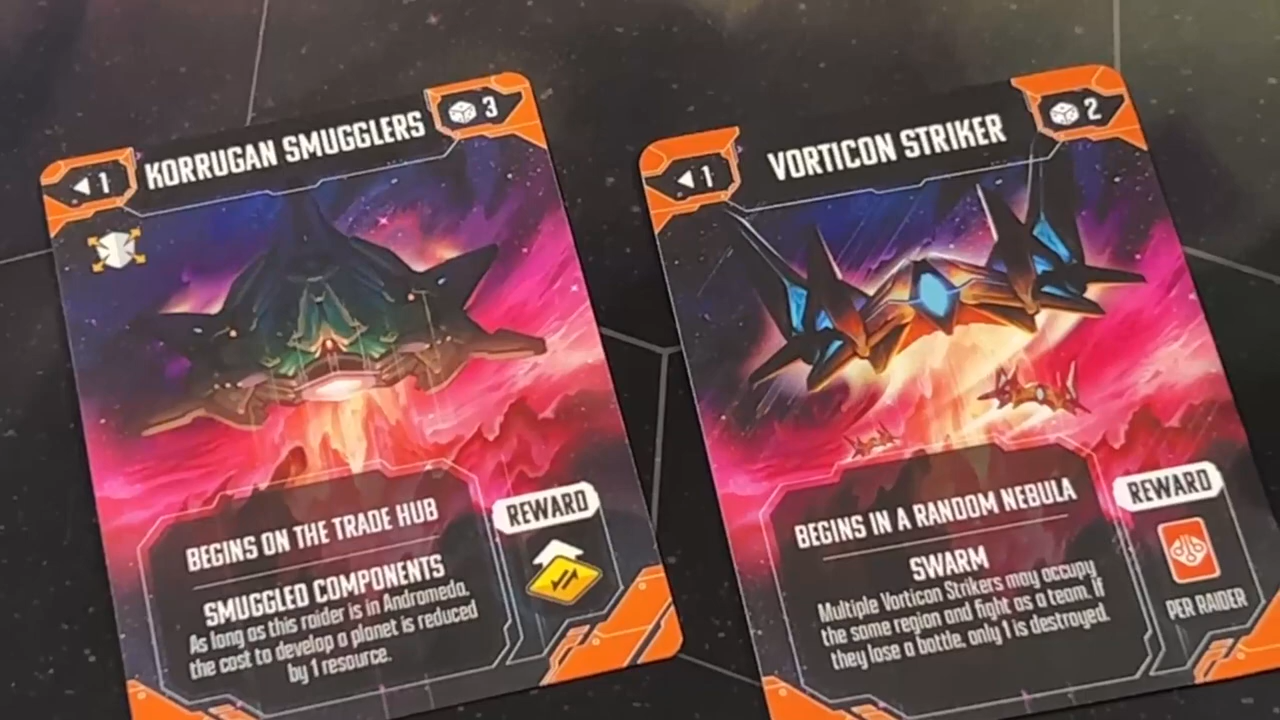 1
KORRUGAN SMUGGLERS
3
BEGINS ON THE TRADE HUB
SMUGGLED COMPONENTS
As long as this raider is in Andromeda,
the cost to develop a planet is reduced
by 1 resource.
REWARD
1
VORTICON STRIKER
2
BEGINS IN A RANDOM NEBULA
SWARM
Multiple Vorticon Strikers may occupy
the same region and fight as a team. If
they lose a battle, only 1 is destroyed.
REWARD
PER RAIDER